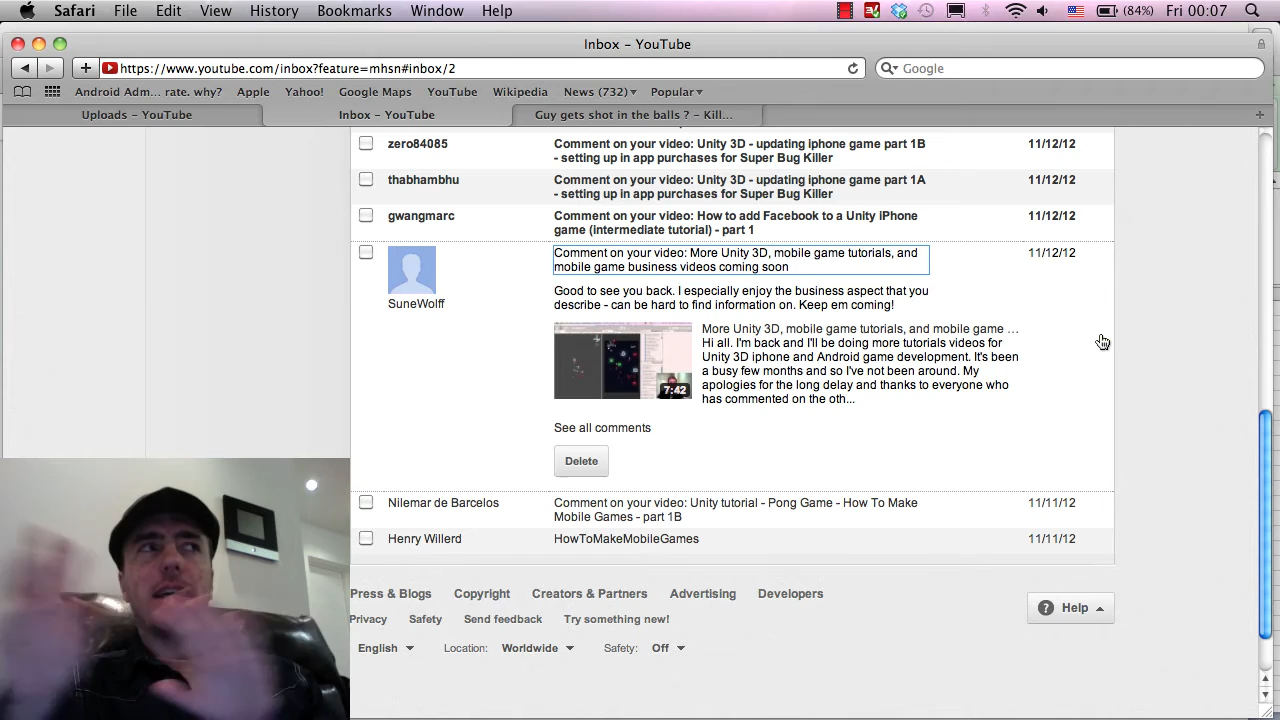 Safari File Edit View History Bookmarks Window Help (84%) Fri 00:07
Inbox – YouTube
https://www.youtube.com/inbox?feature=mhsn#inbox/2 Google
Android Adm... rate. why? Apple Yahoo! Google Maps YouTube Wikipedia News (732) Popular
Uploads – YouTube Inbox – YouTube Guy gets shot in the balls ? – Kill...
zero84085 Comment on your video: Unity 3D - updating iphone game part 1B 11/12/12
- setting up in app purchases for Super Bug Killer
thabhambhu Comment on your video: Unity 3D - updating iphone game part 1A 11/12/12
- setting up in app purchases for Super Bug Killer
gwangmarc Comment on your video: How to add Facebook to a Unity iPhone 11/12/12
game (intermediate tutorial) - part 1
Comment on your video: More Unity 3D, mobile game tutorials, and 11/12/12
mobile game business videos coming soon
SuneWolff
Good to see you back. I especially enjoy the business aspect that you
describe - can be hard to find information on. Keep em coming!
More Unity 3D, mobile game tutorials, and mobile game ...
Hi all. I'm back and I'll be doing more tutorials videos for
Unity 3D iphone and Android game development. It's been
a busy few months and so I've not been around. My
apologies for the long delay and thanks to everyone who
has commented on the oth...
7:42
See all comments
Delete
Nilemar de Barcelos Comment on your video: Unity tutorial - Pong Game - How To Make 11/11/12
Mobile Games - part 1B
Henry Willerd HowToMakeMobileGames 11/11/12
Press & Blogs Copyright Creators & Partners Advertising Developers
Privacy Safety Send feedback Try something new!
Help
English Location: Worldwide Safety: Off